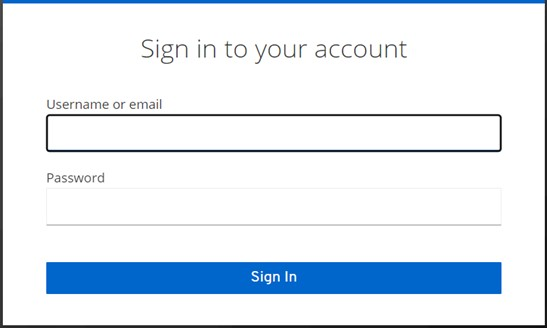 Sign in to your account
Username or email
Password
Sign In